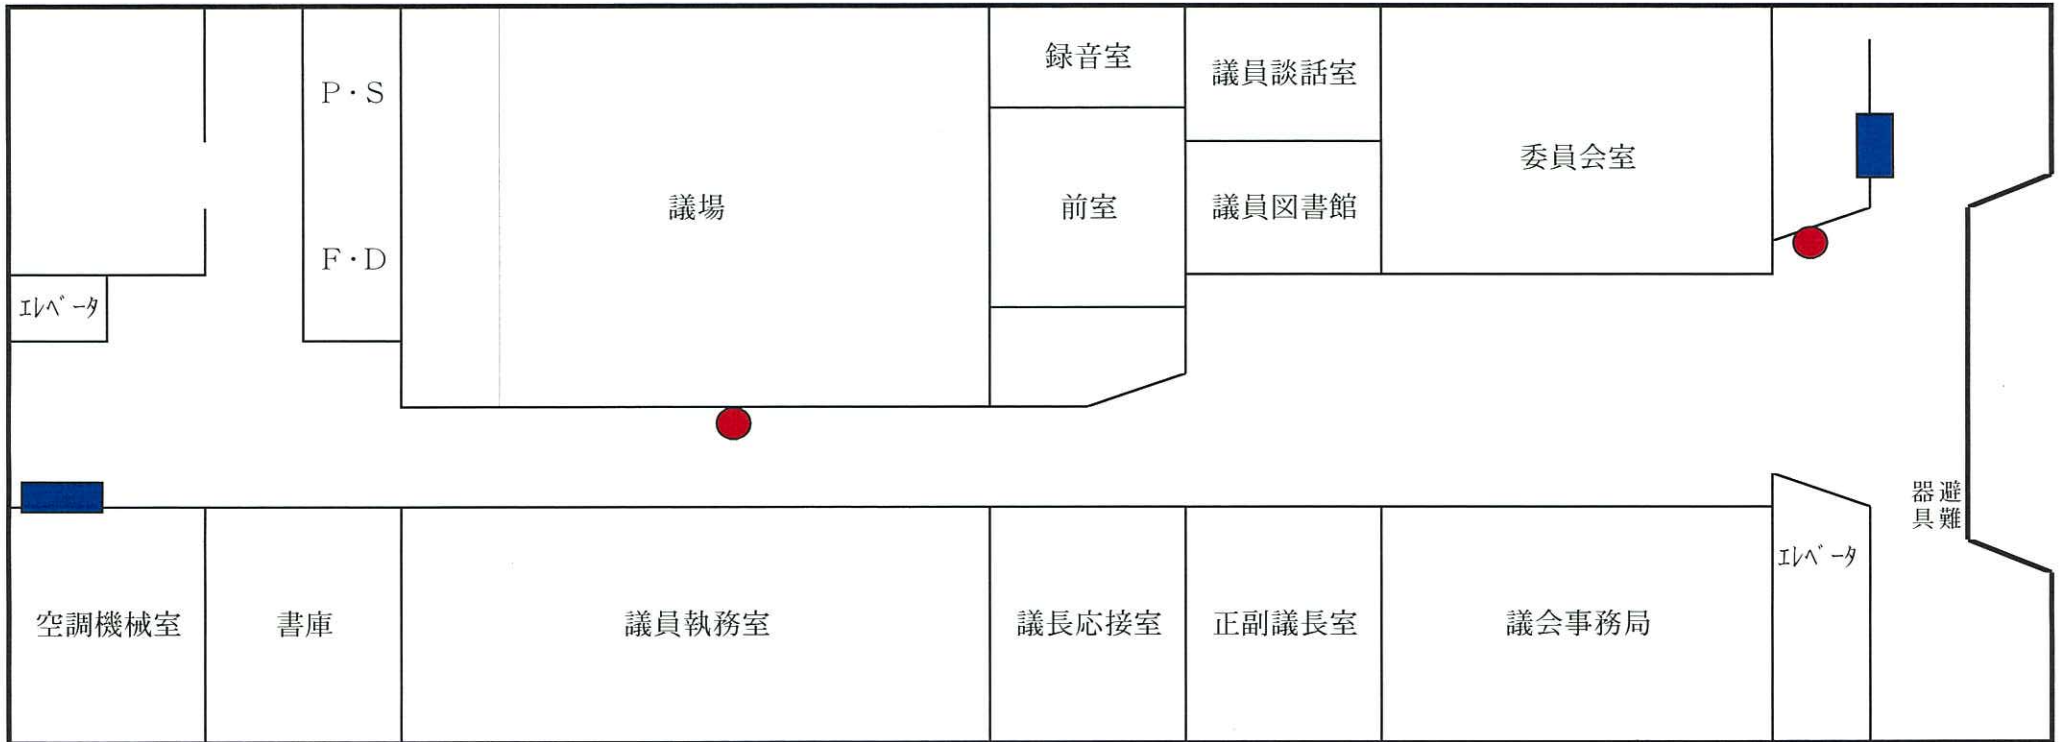 録音室
議員談話室
P・S
委員会室
議場
前室
議員図書館
F・D
エレベータ
避難
器具
エレベータ
空調機械室
書庫
議員執務室
議長応接室
正副議長室
議会事務局